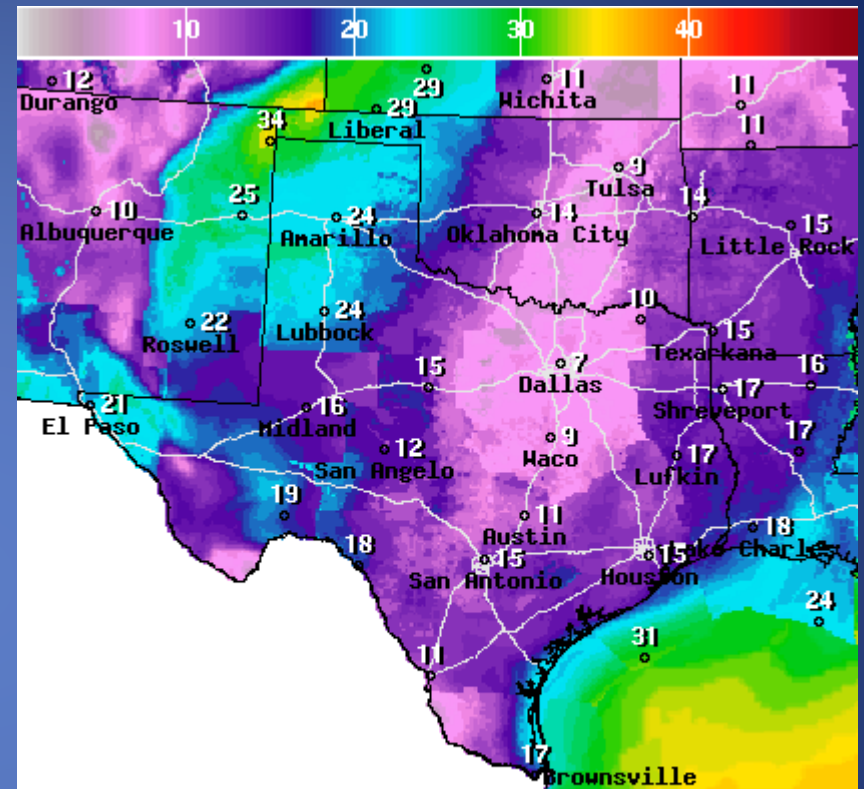 10 20 30 40
12
Durango
29
29
Liberal
11
Wichita
11
34
11
9
Tulsa
10
Albuquerque
25
24
Amarillo
14
Oklahoma City
14
15
Little Rock
22
Roswell
24
Lubbock
10
15
Texarkana
7
Dallas
15
16
21
El Paso
16
Midland
17
Shreveport
12
San Angelo
9
Waco
17
Lufkin
17
19
11
Austin
18
18
15
San Antonio
15
Houston
24
31
11
17
Brownsville